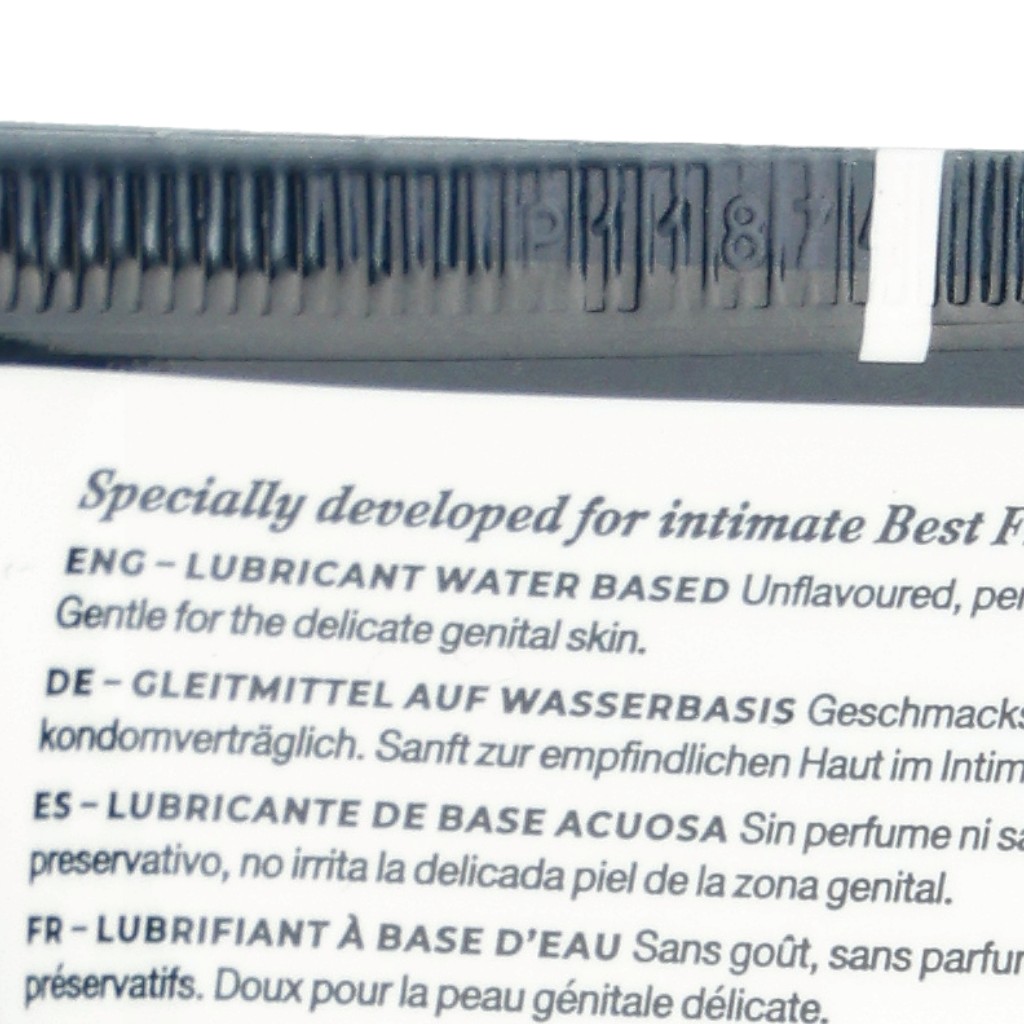 Specially developed for intimate Best
ENG – LUBRICANT WATER BASED Unflavoured,
Gentle for the delicate genital skin.
DE – GLEITMITTEL AUF WASSERBASIS
kondomverträglich. Sanft zur empfindlichen Haut im
ES – LUBRICANTE DE BASE ACUOSA Sin perfume ni
preservativo, no irrita la delicada piel de la zona genital.
FR – LUBRIFIANT À BASE D'EAU Sans goût, sans
préservatifs. Doux pour la peau génitale délicate.